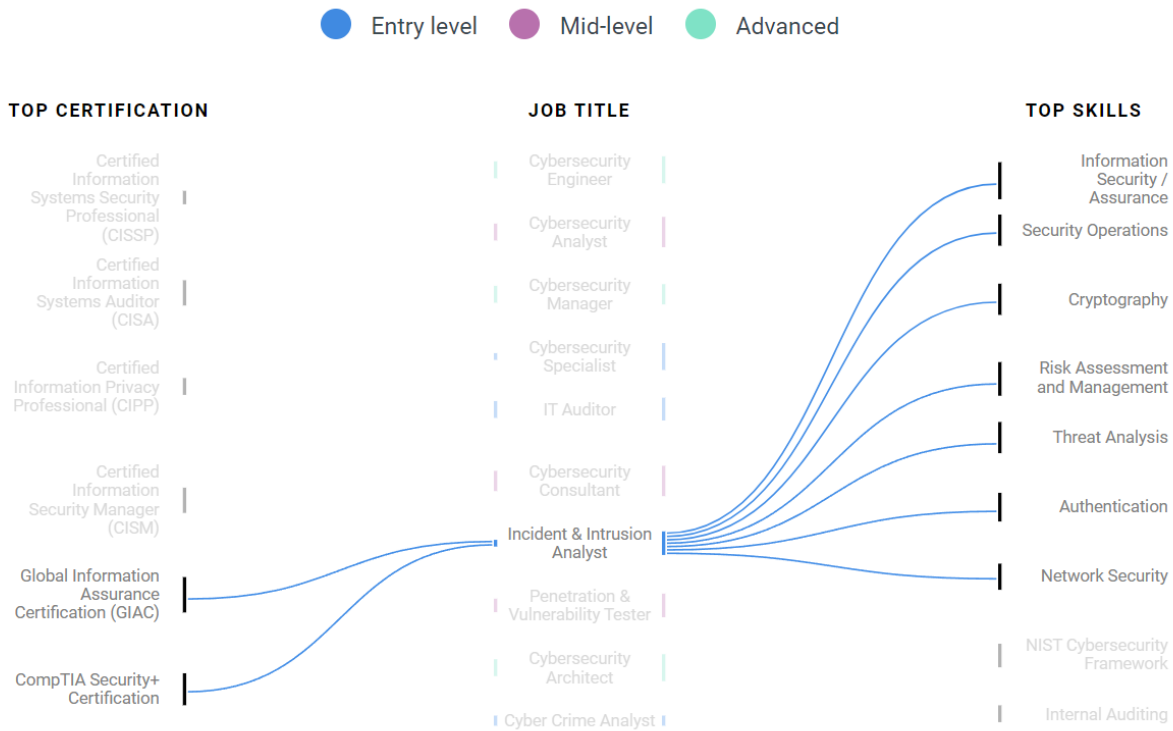 Entry level
Mid-level
Advanced
TOP CERTIFICATION
JOB TITLE
TOP SKILLS
Certified
Information
Systems Security
Professional
(CISSP)
Certified
Information
Systems Auditor
(CISA)
Certified
Information Privacy
Professional (CIPP)
Certified
Information
Security Manager
(CISM)
Global Information
Assurance
Certification (GIAC)
CompTIA Security+
Certification
Cybersecurity
Engineer
Cybersecurity
Analyst
Cybersecurity
Manager
Cybersecurity
Specialist
IT Auditor
Cybersecurity
Consultant
Incident & Intrusion
Analyst
Penetration &
Vulnerability Tester
Cybersecurity
Architect
Cyber Crime Analyst
Information
Security /
Assurance
Security Operations
Cryptography
Risk Assessment
and Management
Threat Analysis
Authentication
Network Security
NIST Cybersecurity
Framework
Internal Auditing